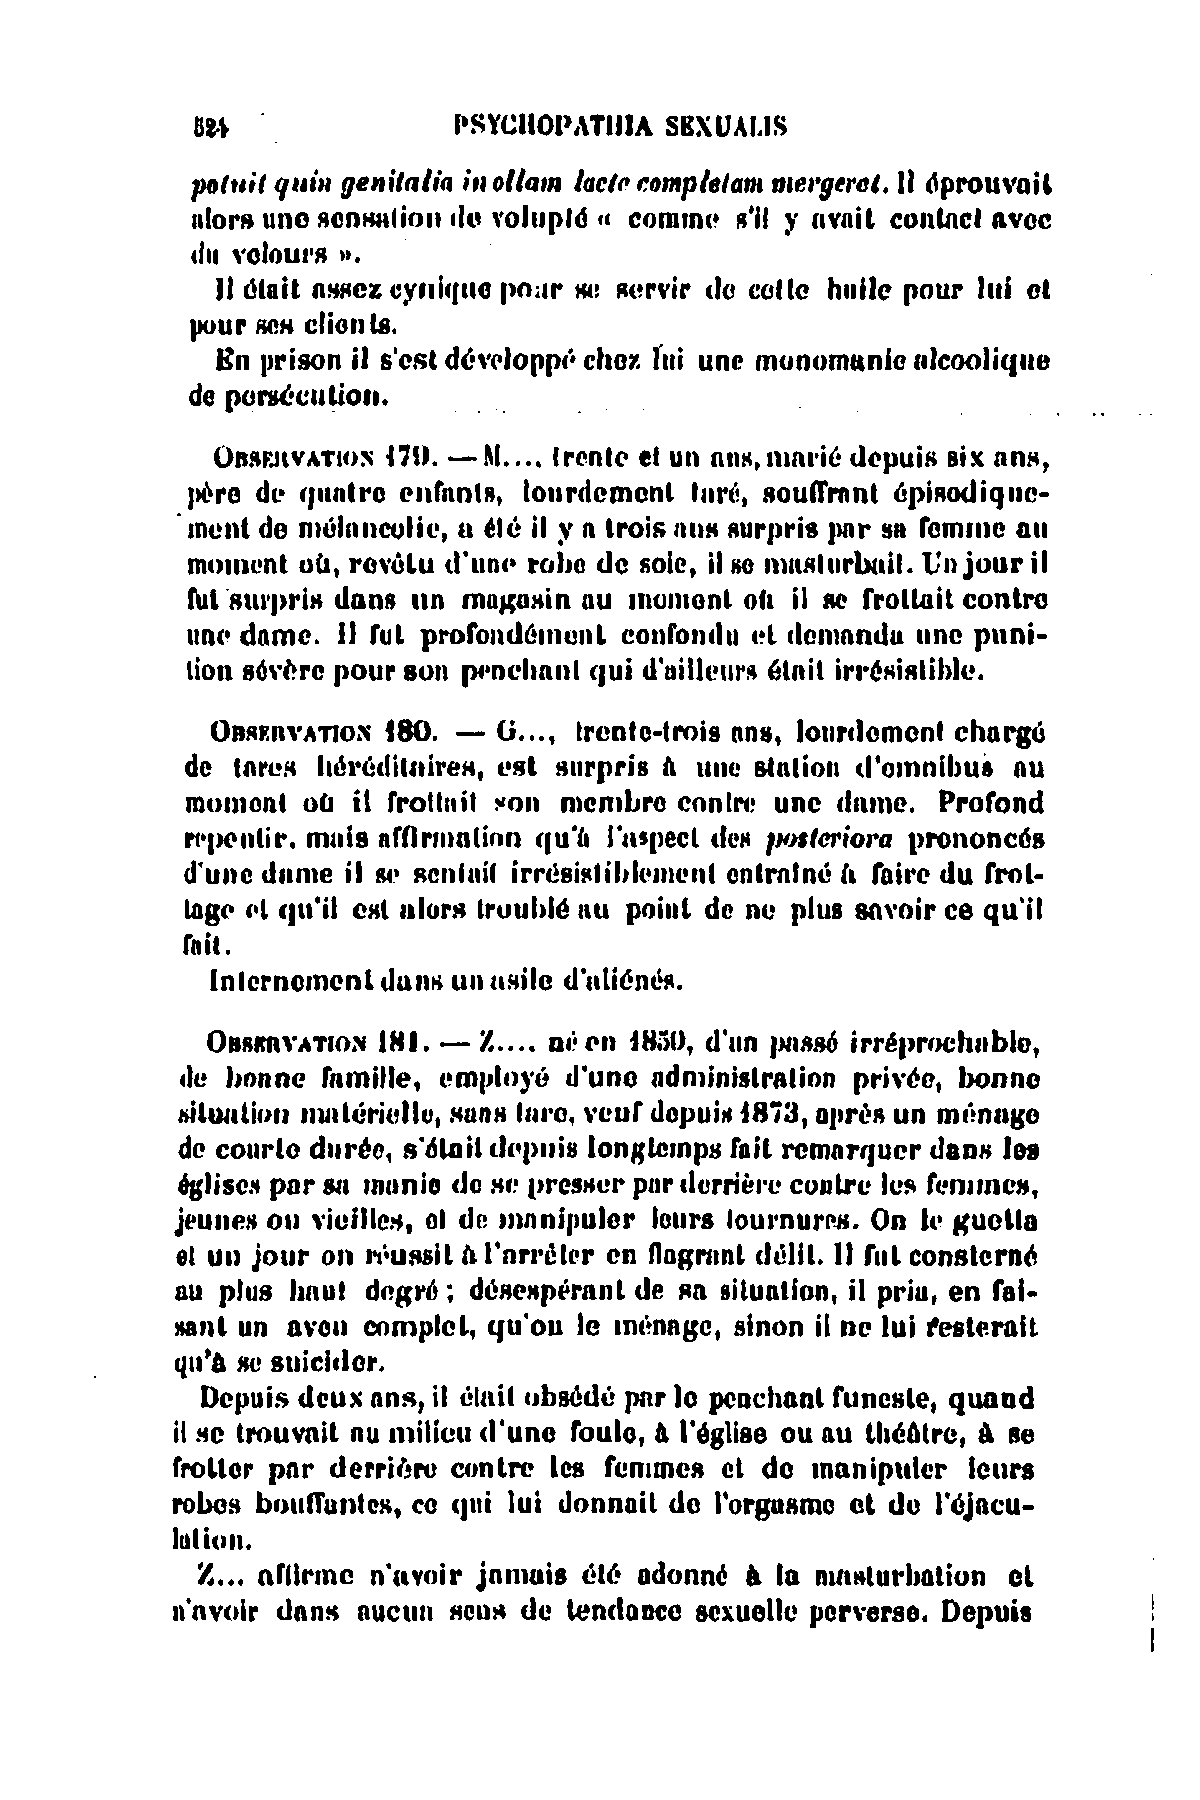 524 PSYCHOPATHIA SEXUALIS
potuit quin genitalia in ollam lacte completam mergeret. Il éprouvait
alors une sensation de volupté « comme s'il y avait contact avec
du velours ».
Il était assez cynique pour se servir de cette huile pour lui et
pour ses clients.
En prison il s'est développé chez lui une monomanie alcoolique
de persécution.
OBSERVATION 179. — M...., trente et un ans, marié depuis six ans,
père de quatre enfants, lourdement taré, souffrant épisodique-
ment de mélancolie, a été il y a trois ans surpris par sa femme au
moment où, revêtu d'une robe de soie, il se masturbait. Un jour il
fut surpris dans un magasin au moment où il se frottait contre
une dame. Il fut profondément confondu et demanda une puni-
tion sévère pour son penchant qui d'ailleurs était irrésistible.
OBSERVATION 180. — G..., trente-trois ans, lourdement chargé
de tares héréditaires, est surpris à une station d'omnibus au
moment où il frottait son membre contre une dame. Profond
repentir, mais affirmation qu'à l'aspect des posteriora prononcés
d'une dame il se sentait irrésistiblement entraîné à faire du frot-
tage et qu'il est alors troublé au point de ne plus savoir ce qu'il
fait.
Internement dans un asile d'aliénés.
OBSERVATION 181. — Z.... né en 1850, d'un passé irréprochable,
de bonne famille, employé d'une administration privée, bonne
situation matérielle, sans tare, veuf depuis 1873, après un ménage
de courte durée, s'était depuis longtemps fait remarquer dans les
églises par sa manie de se presser par derrière contre les femmes,
jeunes ou vieilles, et de manipuler leurs tournures. On le guetta
et un jour on réussit à l'arrêter en flagrant délit. Il fut consterné
au plus haut degré ; désespérant de sa situation, il pria, en fai-
sant un aveu complet, qu'on le ménage, sinon il ne lui resterait
qu'à se suicider.
Depuis deux ans, il était obsédé par le penchant funeste, quand
il se trouvait au milieu d'une foule, à l'église ou au théâtre, à se
frotter par derrière contre les femmes et de manipuler leurs
robes bouffantes, ce qui lui donnait de l'orgasme et de l'éjacu-
lation.
Z... affirme n'avoir jamais été adonné à la masturbation et
n'avoir dans aucun sens de tendance sexuelle perverse. Depuis